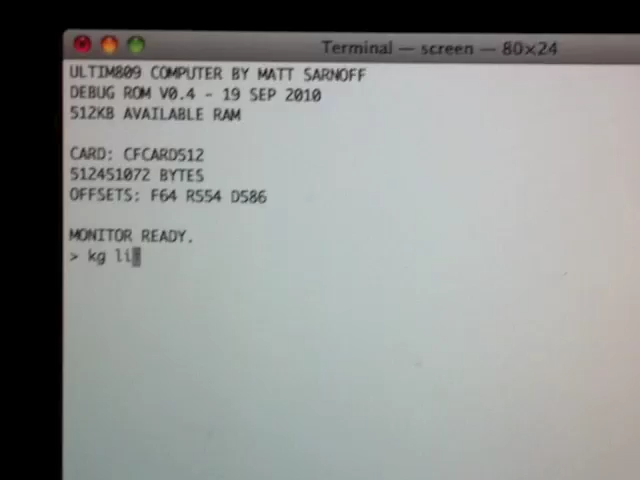 Terminal — screen — 80×24
ULTIM809 COMPUTER BY MATT SARNOFF
DEBUG ROM V0.4 - 19 SEP 2010
512KB AVAILABLE RAM
CARD: CFCARD512
512451072 BYTES
OFFSETS: F64 R554 D586
MONITOR READY.
> kg li